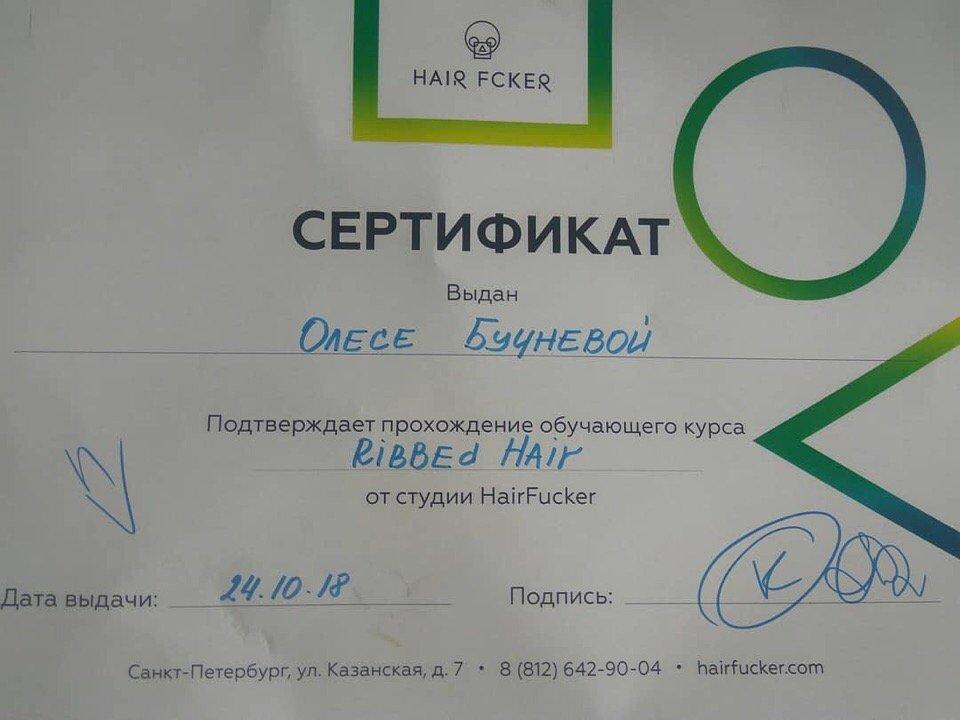 HAIR FCKER
СЕРТИФИКАТ
Выдан
Олесе Бучневой
Подтверждает прохождение обучающего курса
RiBBEd HAir
от студии HairFucker
Дата выдачи: 24.10.18 Подпись:
Санкт-Петербург, ул. Казанская, д. 7 • 8 (812) 642-90-04 • hairfucker.com